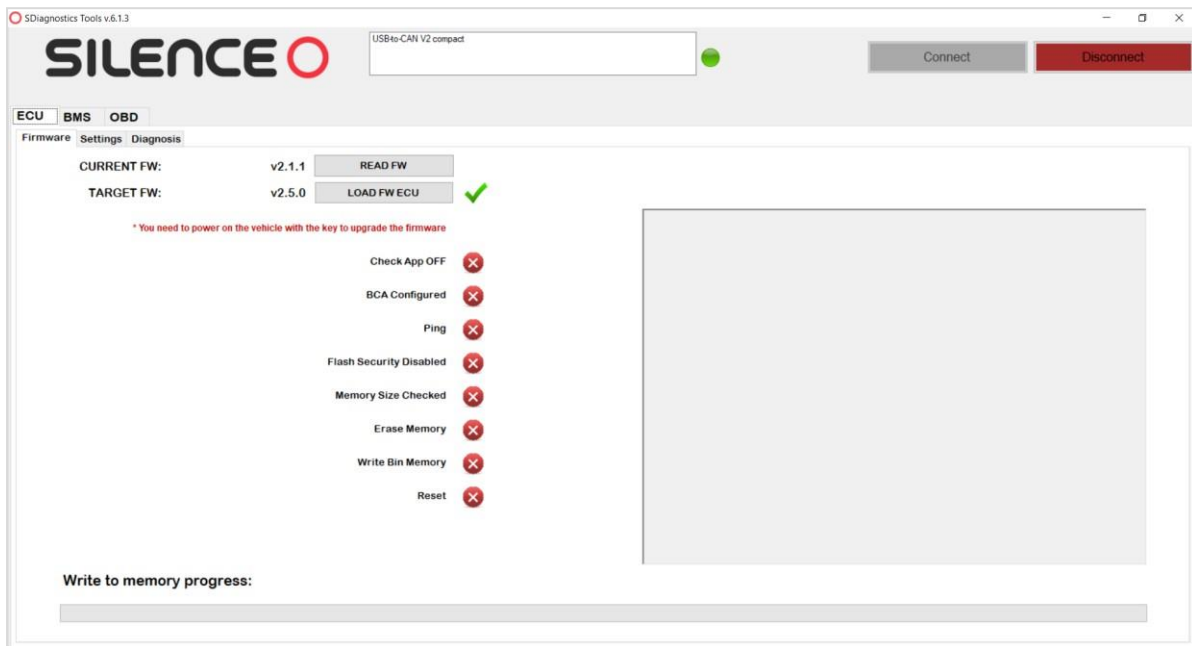 SDiagnostics Tools v.6.1.3
SILENCE
USB-to-CAN V2 compact
Connect
Disconnect
ECU BMS OBD
Firmware Settings Diagnosis
CURRENT FW: v2.1.1 READ FW
TARGET FW: v2.5.0 LOAD FW ECU
* You need to power on the vehicle with the key to upgrade the firmware
Check App OFF
BCA Configured
Ping
Flash Security Disabled
Memory Size Checked
Erase Memory
Write Bin Memory
Reset
Write to memory progress: